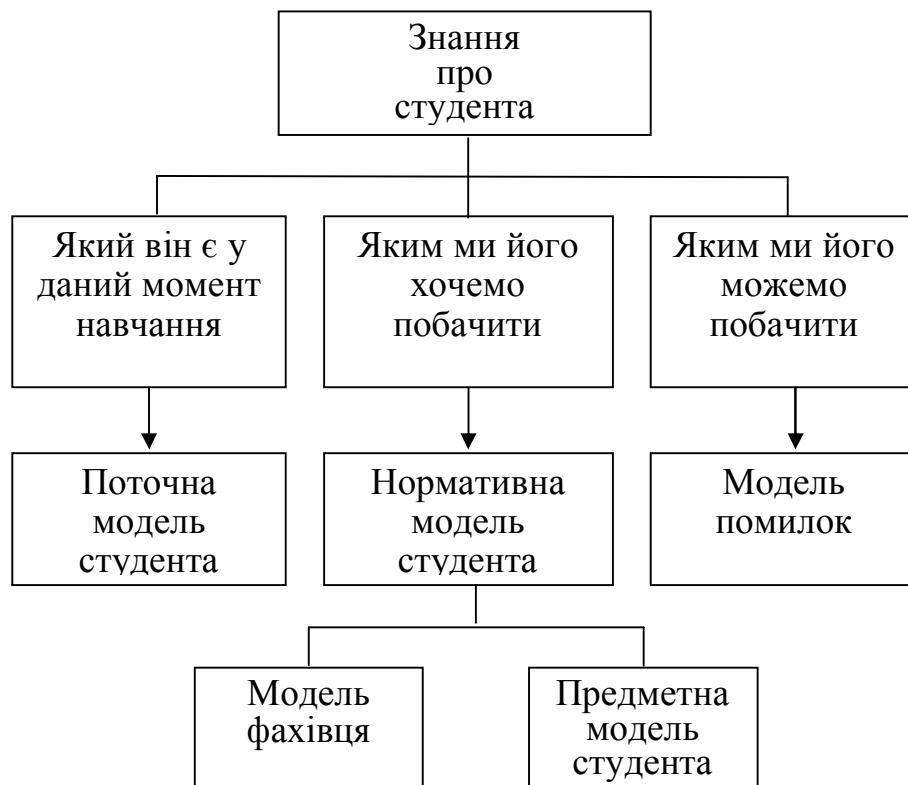 Знання
про
студента
Який він є у
даний момент
навчання
Яким ми його
хочемо
побачити
Яким ми його
можемо
побачити
Поточна
модель
студента
Нормативна
модель
студента
Модель
помилок
Модель
фахівця
Предметна
модель
студента